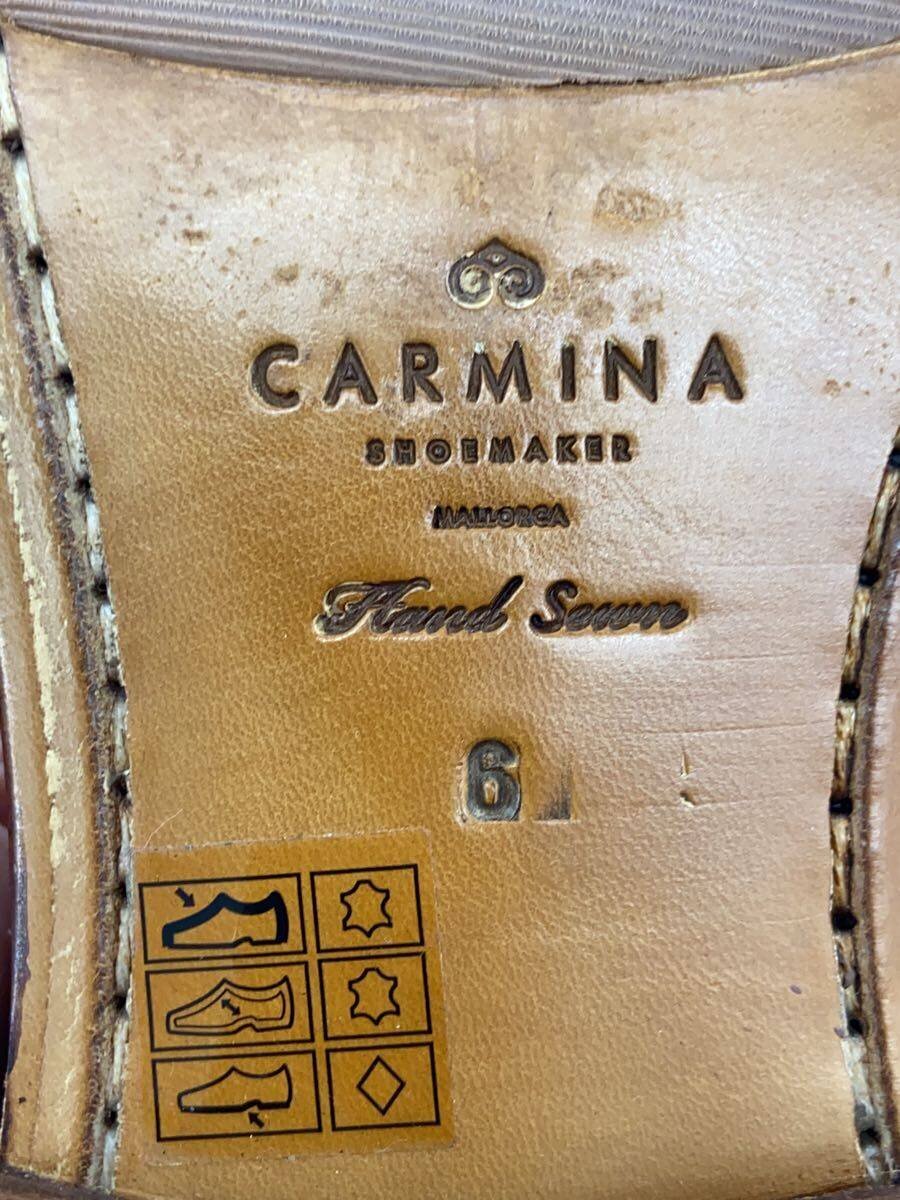 CARMINA
SHOEMAKER
MALLORCA
Hand Sewn
6